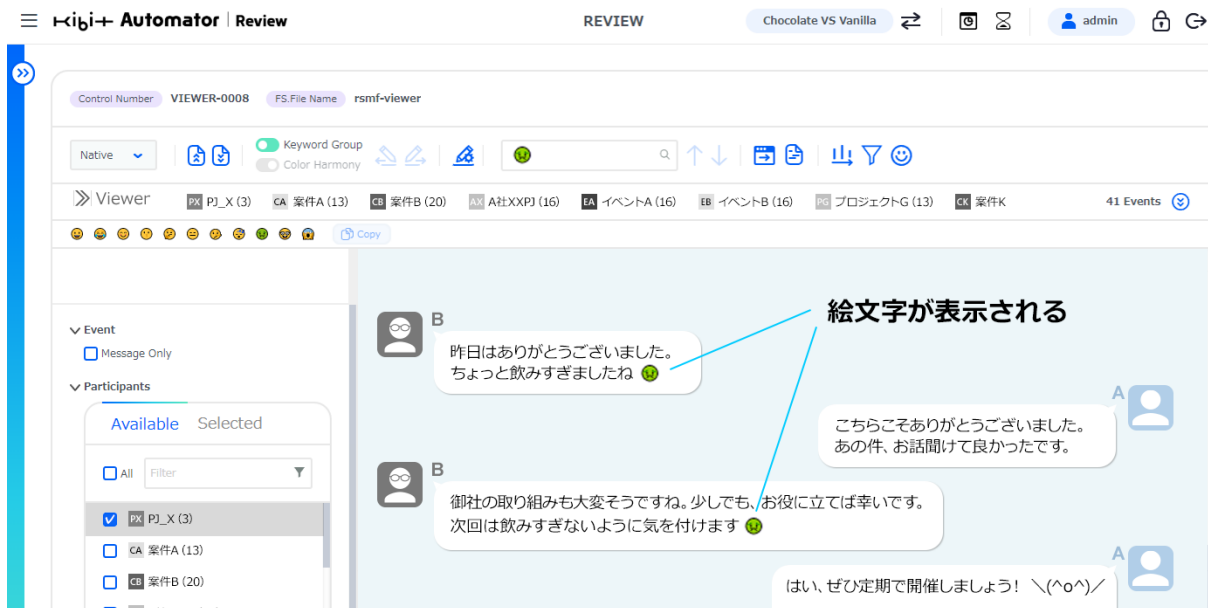 Kibit Automator | Review
REVIEW
Chocolate VS Vanilla
admin
Control Number VIEWER-0008 FS.File Name rsmf-viewer
Native
Keyword Group
Color Harmony
🤢
Viewer
PX PJ_X (3)
CA 案件A (13)
CB 案件B (20)
AX A社XXPJ (16)
EA イベントA (16)
EB イベントB (16)
PG プロジェクトG (13)
CK 案件K
41 Events
Copy
絵文字が表示される
Event
Message Only
Participants
Available Selected
All Filter
PX PJ_X (3)
CA 案件A (13)
CB 案件B (20)
B
昨日はありがとうございました。
ちょっと飲みすぎましたね 🤢
A
こちらこそありがとうございました。
あの件、お話聞けて良かったです。
B
御社の取り組みも大変そうですね。少しでも、お役に立てば幸いです。
次回は飲みすぎないように気を付けます 🤢
A
はい、ぜひ定期で開催しましょう! ＼(^o^)／